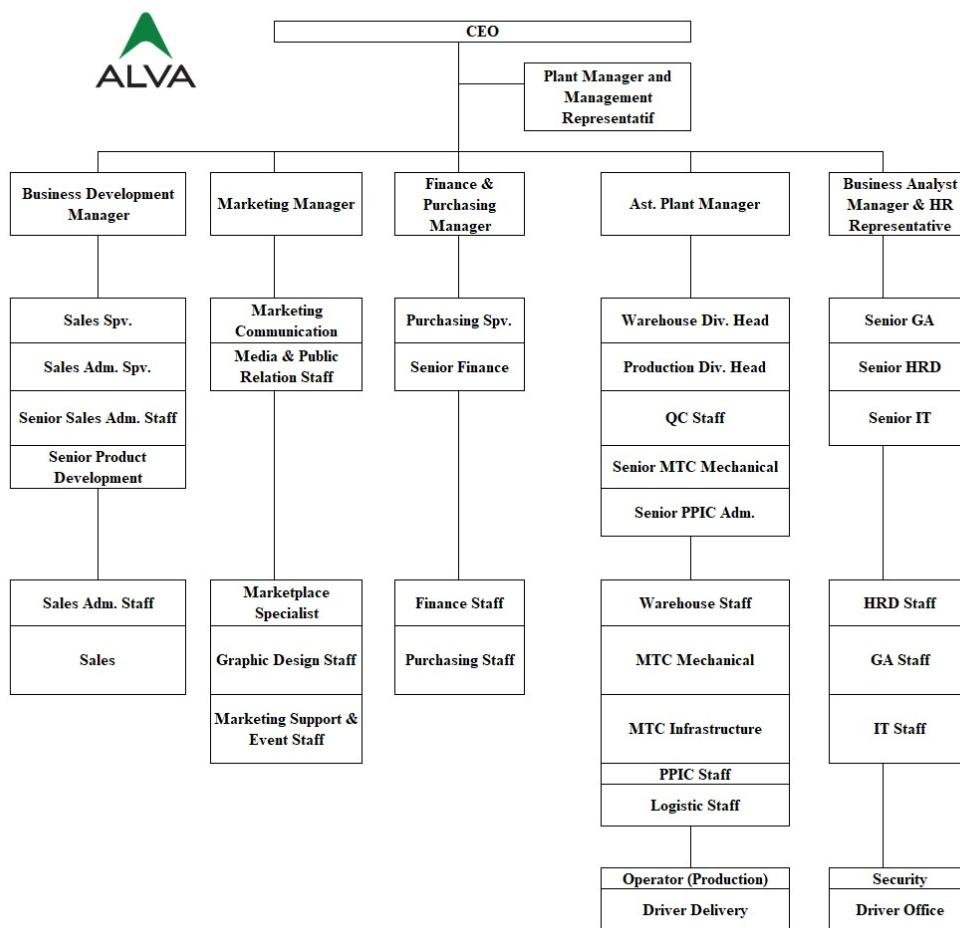 ALVA
CEO
Plant Manager and
Management
Representatif
Business Development
Manager
Marketing Manager
Finance &
Purchasing
Manager
Ast. Plant Manager
Business Analyst
Manager & HR
Representative
Sales Spv.
Sales Adm. Spv.
Senior Sales Adm. Staff
Senior Product
Development
Marketing
Communication
Media & Public
Relation Staff
Purchasing Spv.
Senior Finance
Warehouse Div. Head
Production Div. Head
QC Staff
Senior MTC Mechanical
Senior PPIC Adm.
Senior GA
Senior HRD
Senior IT
Sales Adm. Staff
Sales
Marketplace
Specialist
Graphic Design Staff
Marketing Support &
Event Staff
Finance Staff
Purchasing Staff
Warehouse Staff
MTC Mechanical
MTC Infrastructure
PPIC Staff
Logistic Staff
HRD Staff
GA Staff
IT Staff
Operator (Production)
Driver Delivery
Security
Driver Office